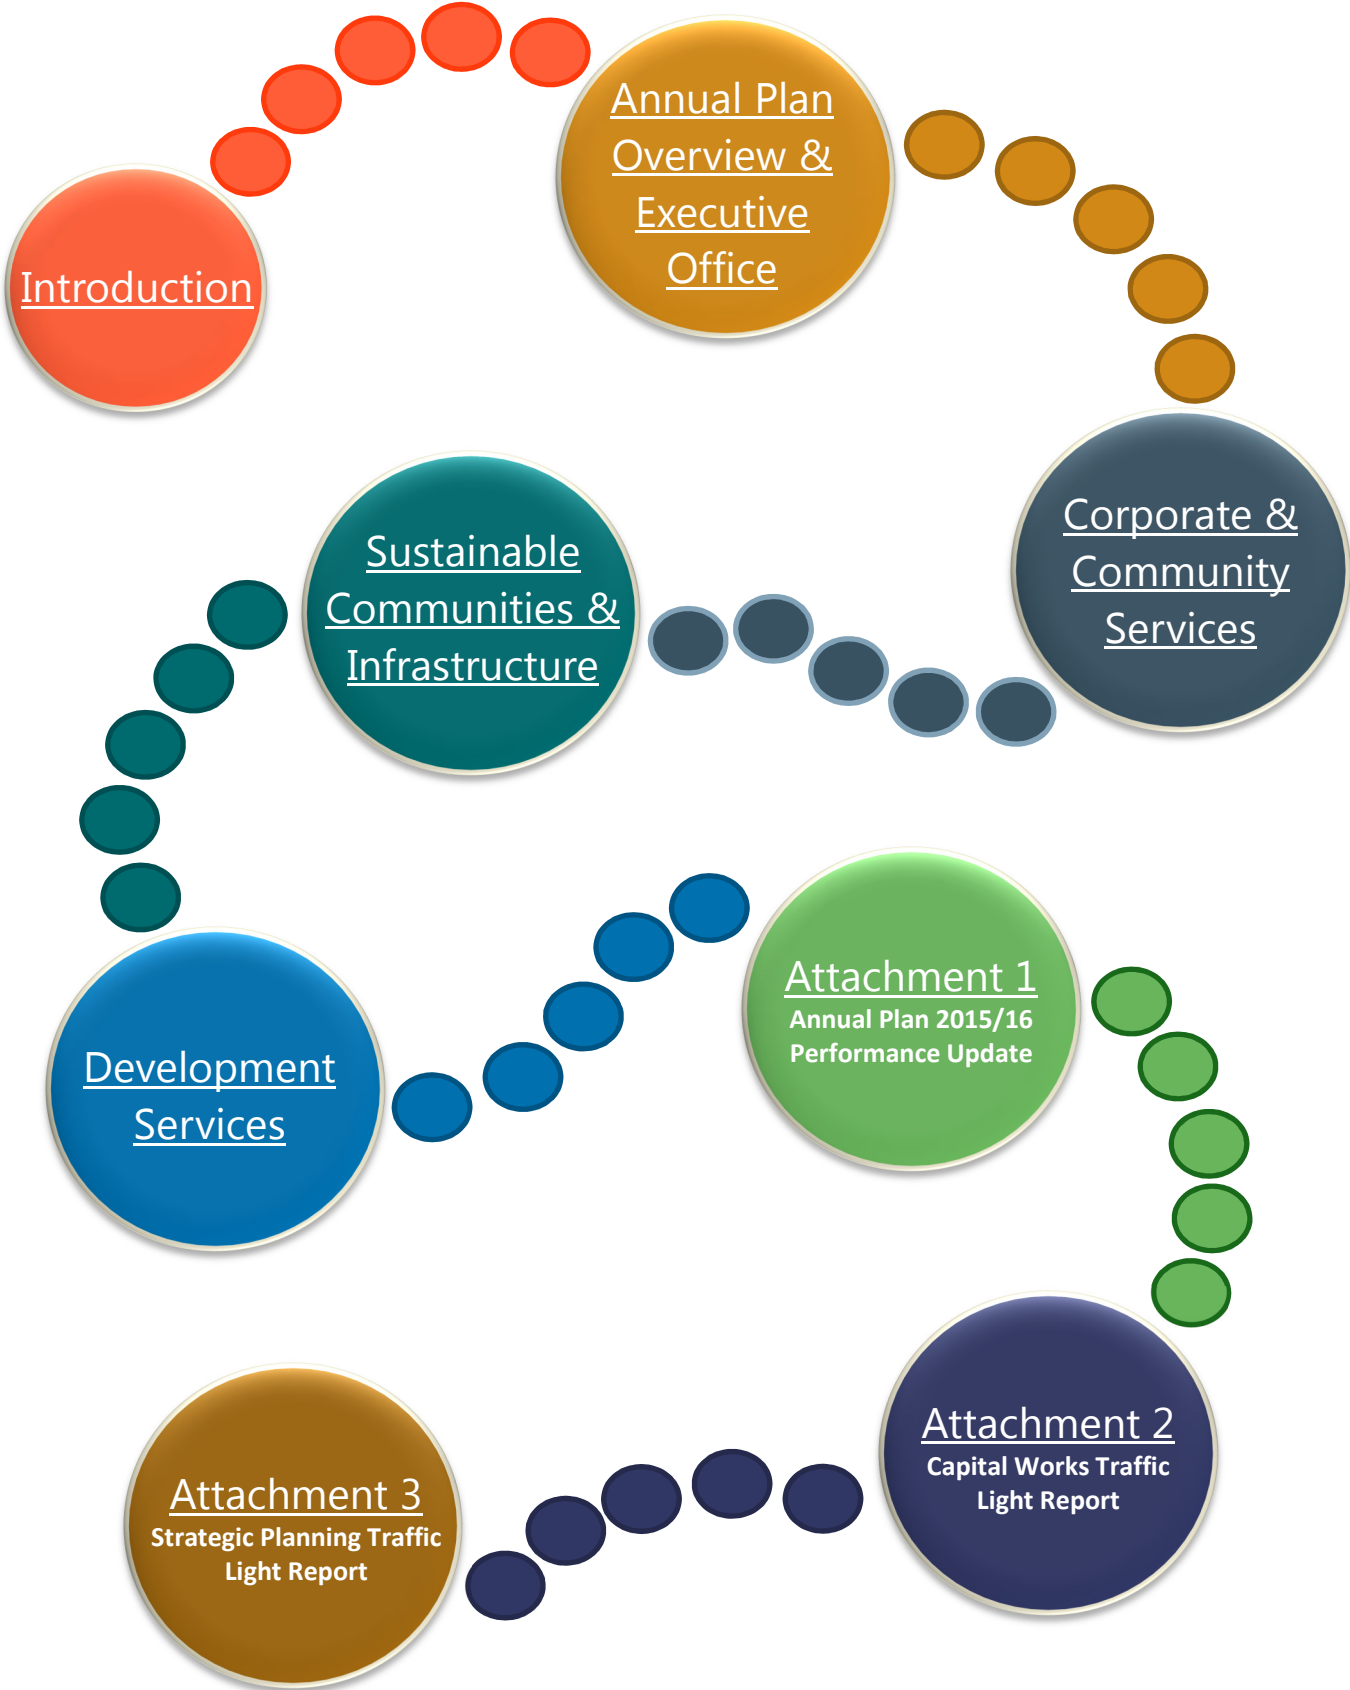 Introduction
Annual Plan
Overview &
Executive
Office
Corporate &
Community
Services
Sustainable
Communities &
Infrastructure
Development
Services
Attachment 1
Annual Plan 2015/16
Performance Update
Attachment 2
Capital Works Traffic
Light Report
Attachment 3
Strategic Planning Traffic
Light Report